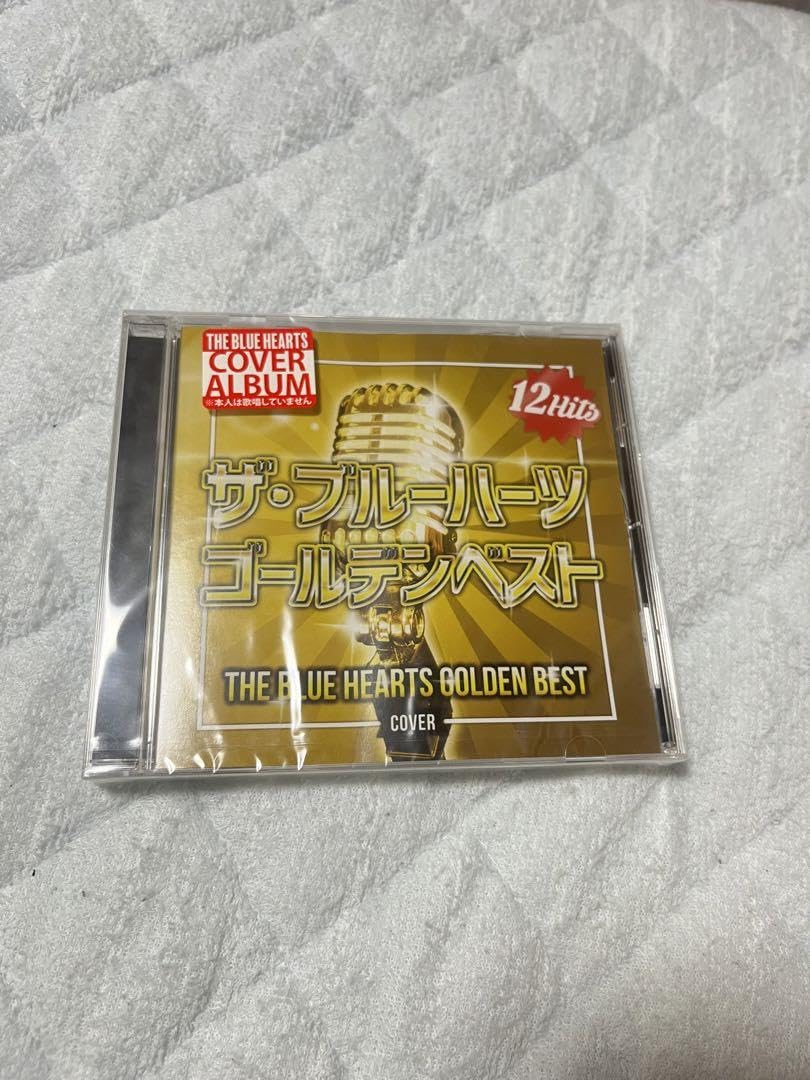 THE BLUE HEARTS
COVER
ALBUM
※本人は歌唱していません
12Hits
ザ・ブルーハーツ
ゴールデンベスト
THE BLUE HEARTS GOLDEN BEST
COVER